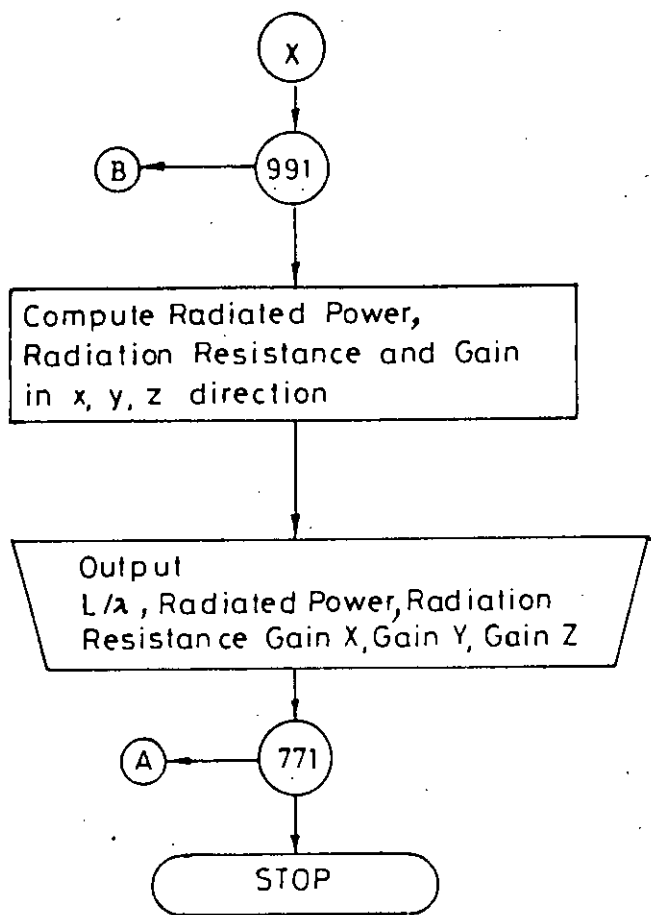 X
B
991
Compute Radiated Power,
Radiation Resistance and Gain
in x, y, z direction
Output
L/λ, Radiated Power, Radiation
Resistance Gain X, Gain Y, Gain Z
A
771
STOP